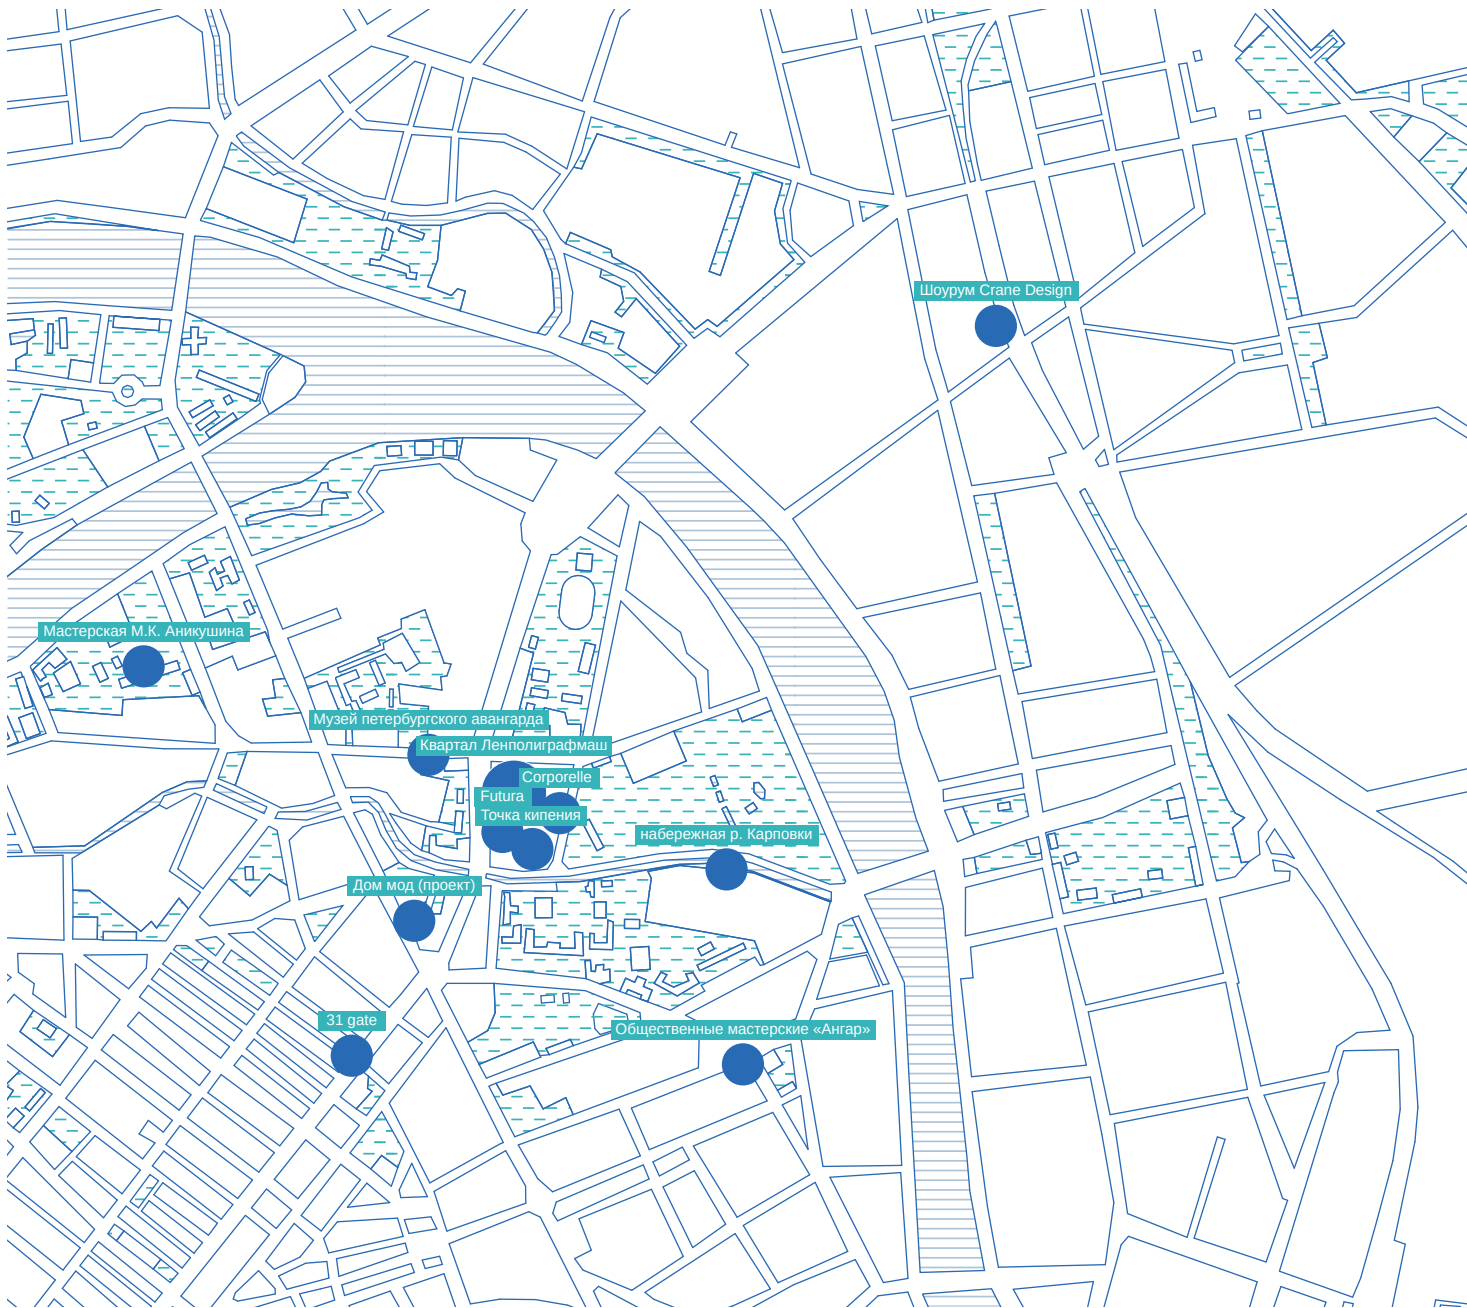 Шоурум Crane Design
Мастерская М.К. Аникушина
Музей петербургского авангарда
Квартал Ленполиграфмаш
Corporelle
Futura
Точка кипения
набережная р. Карповки
Дом мод (проект)
31 gate
Общественные мастерские «Ангар»